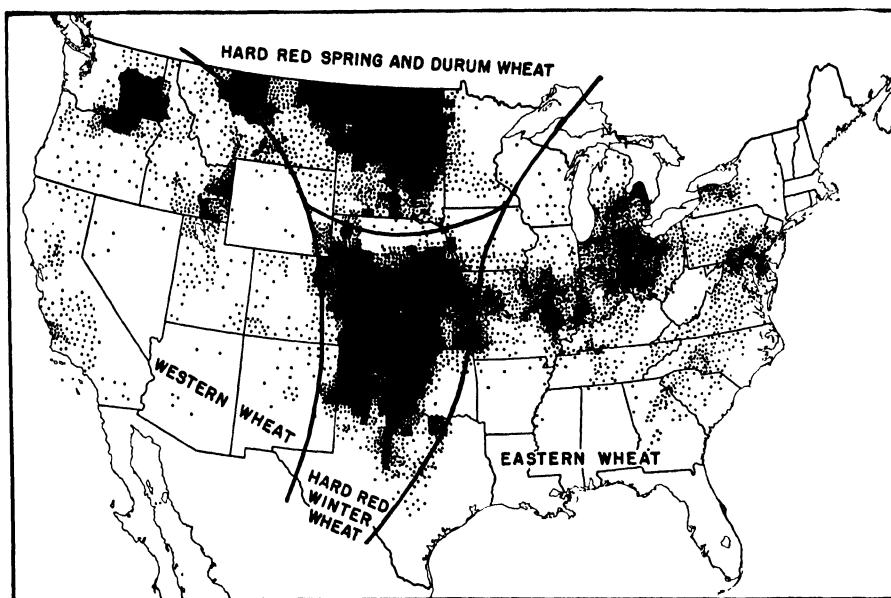 HARD RED SPRING AND DURUM WHEAT
WESTERN WHEAT
EASTERN WHEAT
HARD RED
WINTER
WHEAT